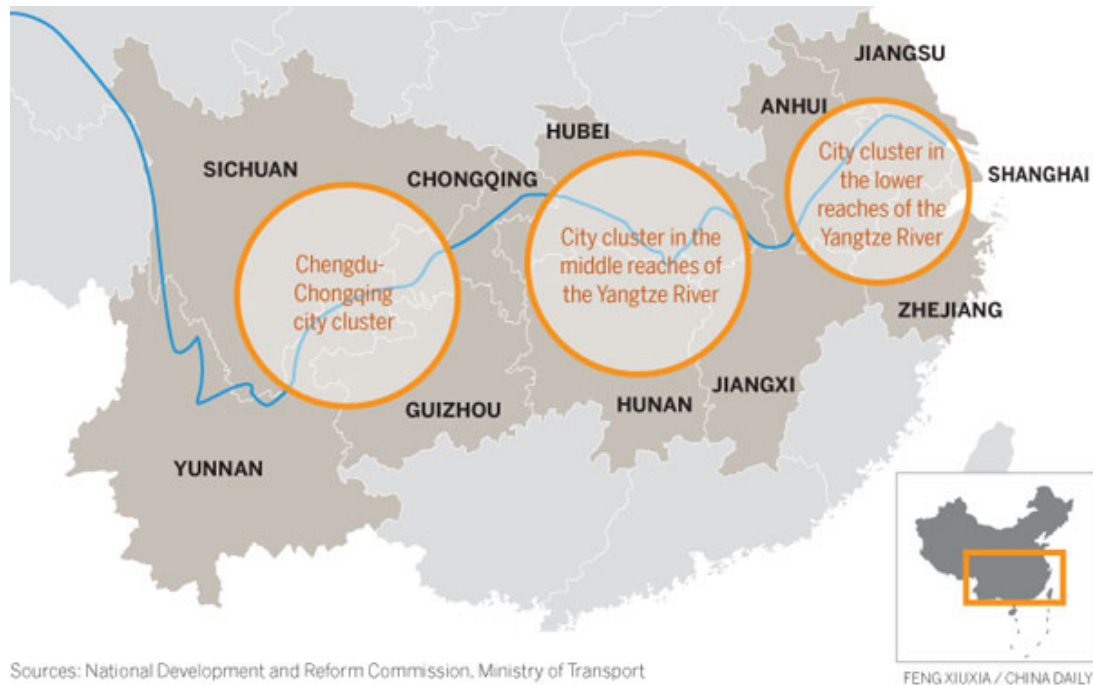 JIANGSU
ANHUI
HUBEI
SICHUAN
CHONGQING
SHANGHAI
City cluster in
the lower
reaches of the
Yangtze River
City cluster in the
middle reaches of
the Yangtze River
Chengdu-
Chongqing
city cluster
ZHEJIANG
JIANGXI
HUNAN
GUIZHOU
YUNNAN
Sources: National Development and Reform Commission, Ministry of Transport
FENG XIUXIA / CHINA DAILY